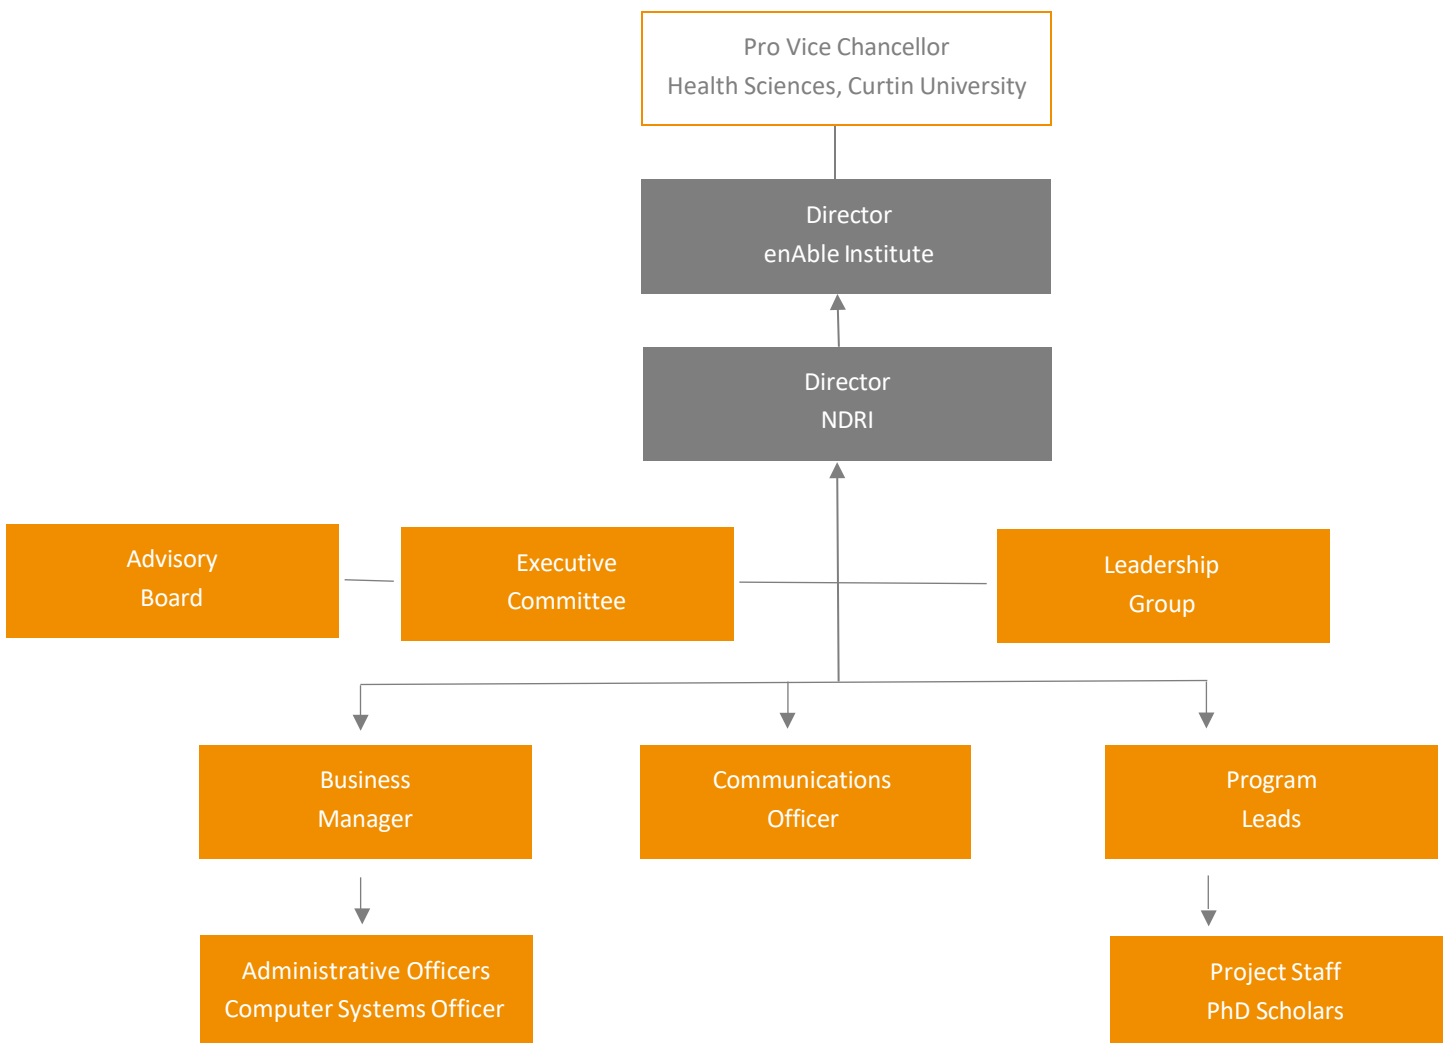 Pro Vice Chancellor
Health Sciences, Curtin University
Director
enAble Institute
Director
NDRI
Advisory
Board
Executive
Committee
Leadership
Group
Business
Manager
Communications
Officer
Program
Leads
Administrative Officers
Computer Systems Officer
Project Staff
PhD Scholars